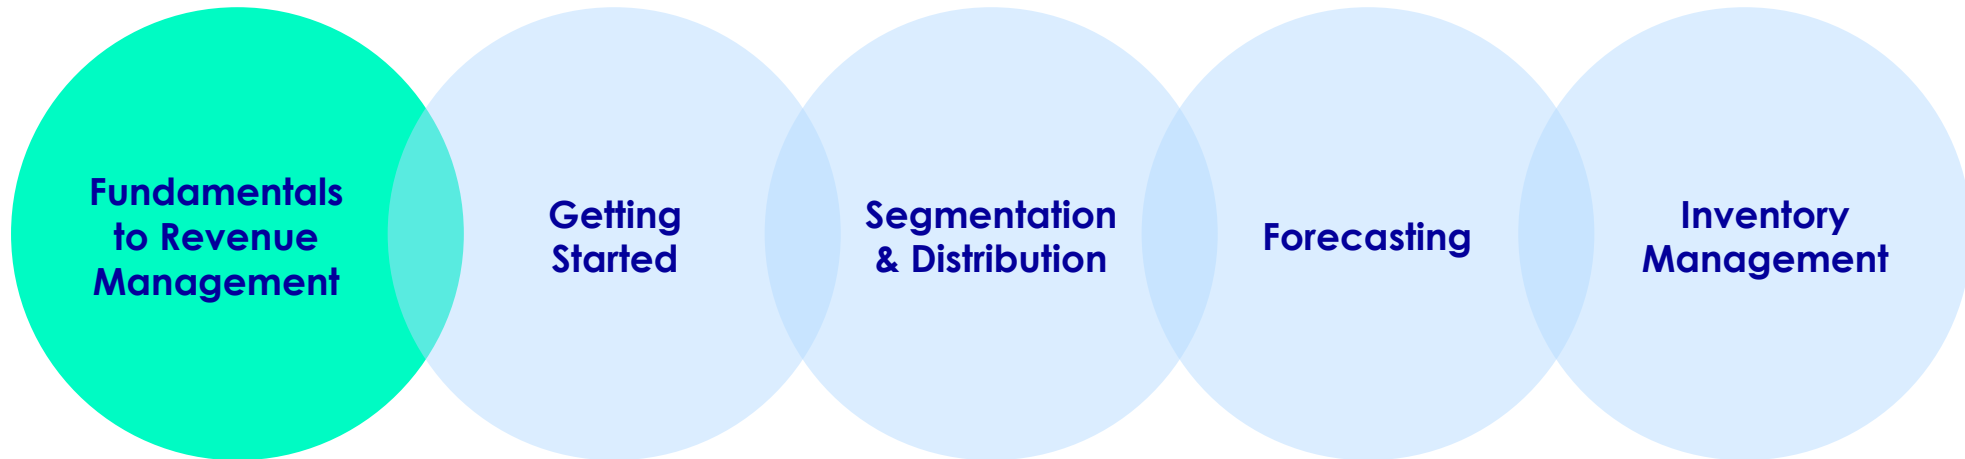 Fundamentals
to Revenue
Management
Getting
Started
Segmentation
& Distribution
Forecasting
Inventory
Management